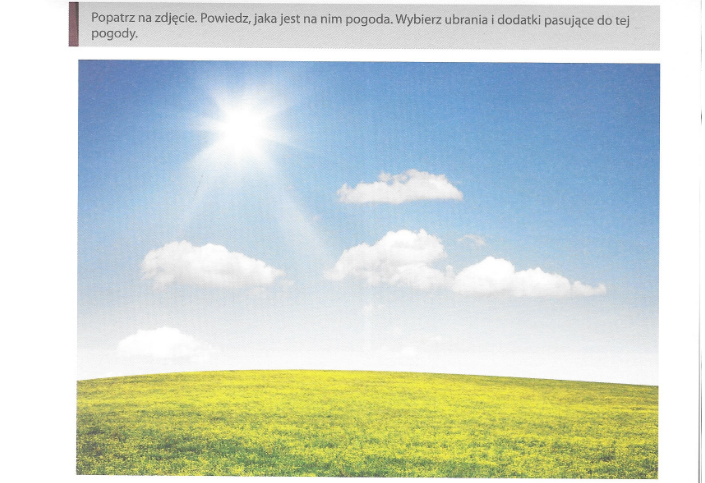 Popatrz na zdjęcie. Powiedz, jaka jest na nim pogoda. Wybierz ubrania i dodatki pasujące do tej
pogody.